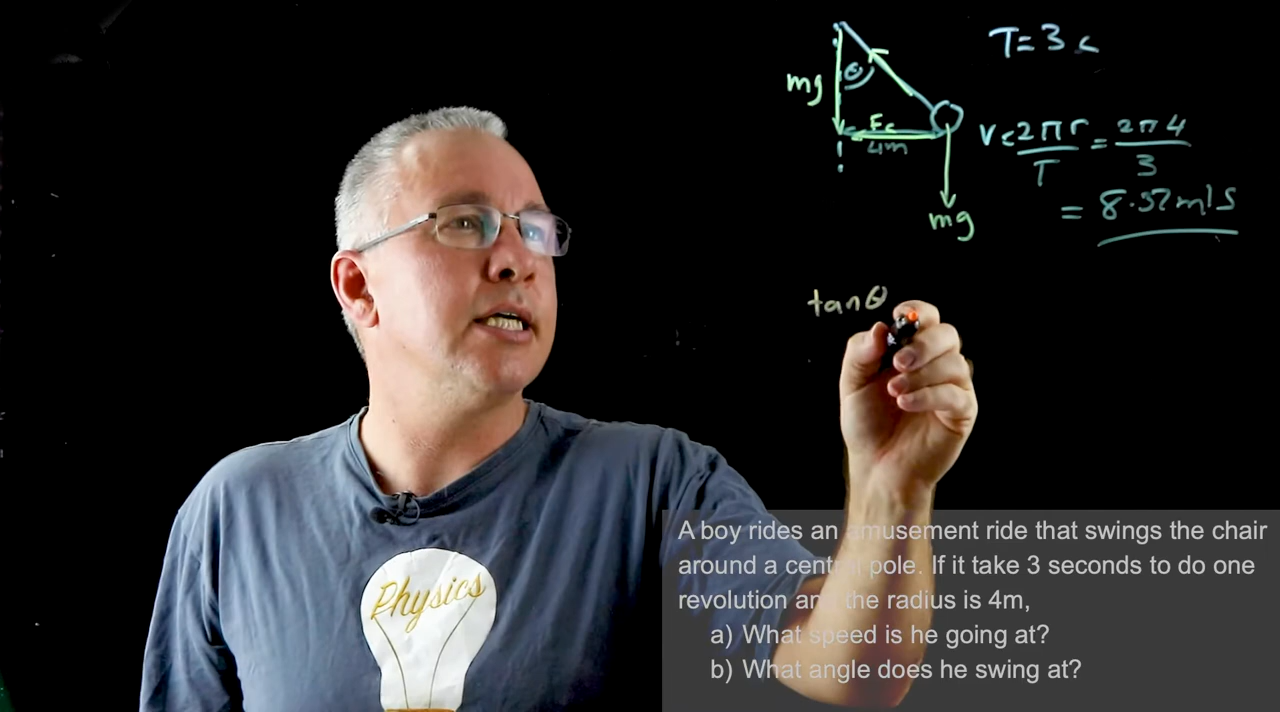 T = 3 s
mg
θ
Fc
4m
V = 2πr/T = 2π4/3
= 8.37 m/s
mg
tanθ
Physics
A boy rides an amusement ride that swings the chair
around a central pole. If it take 3 seconds to do one
revolution and the radius is 4m,
a) What speed is he going at?
b) What angle does he swing at?